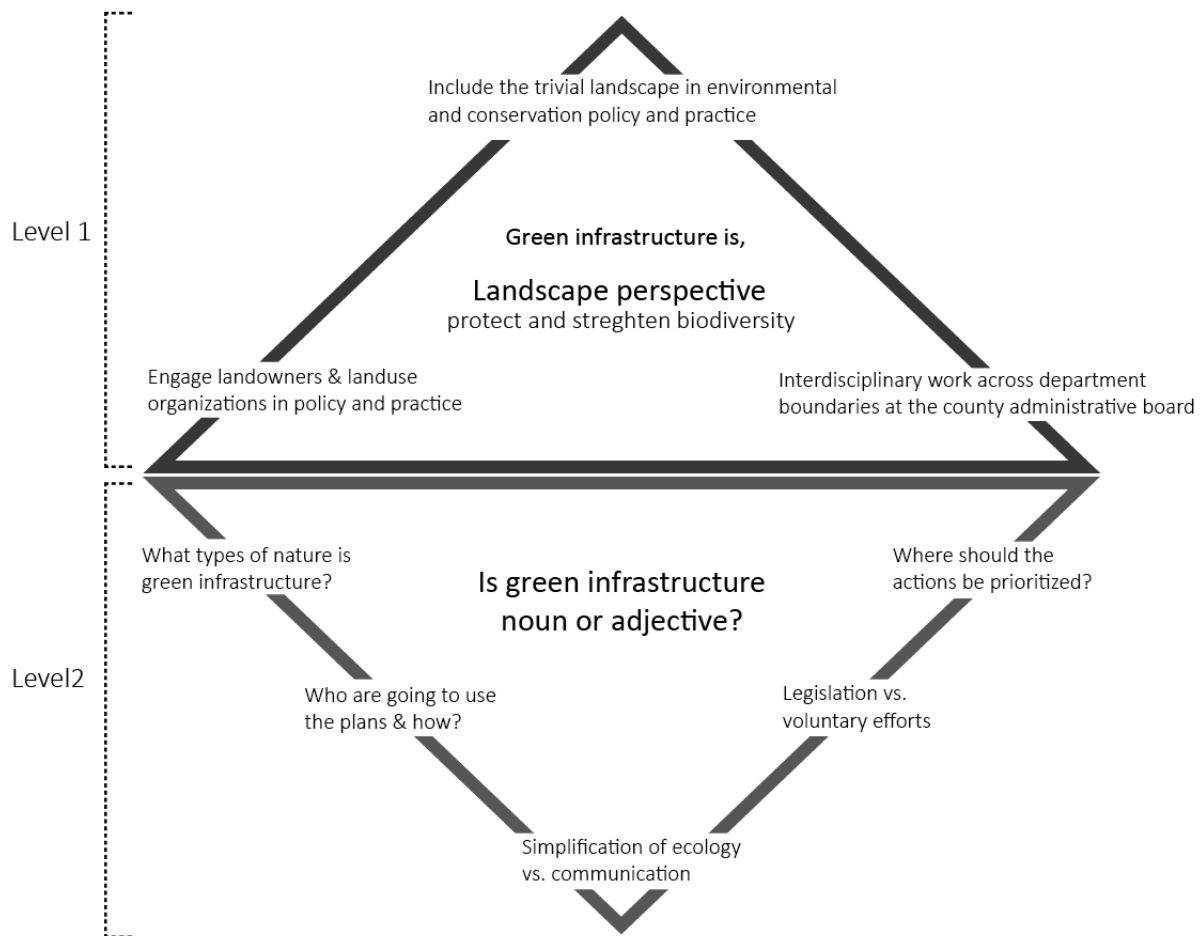 Include the trivial landscape in environmental
and conservation policy and practice
Level 1
Green infrastructure is,
Landscape perspective
protect and streghten biodiversity
Engage landowners & landuse
organizations in policy and practice
Interdisciplinary work across department
boundaries at the county administrative board
What types of nature is
green infrastructure?
Where should the
actions be prioritized?
Is green infrastructure
noun or adjective?
Level2
Who are going to use
the plans & how?
Legislation vs.
voluntary efforts
Simplification of ecology
vs. communication